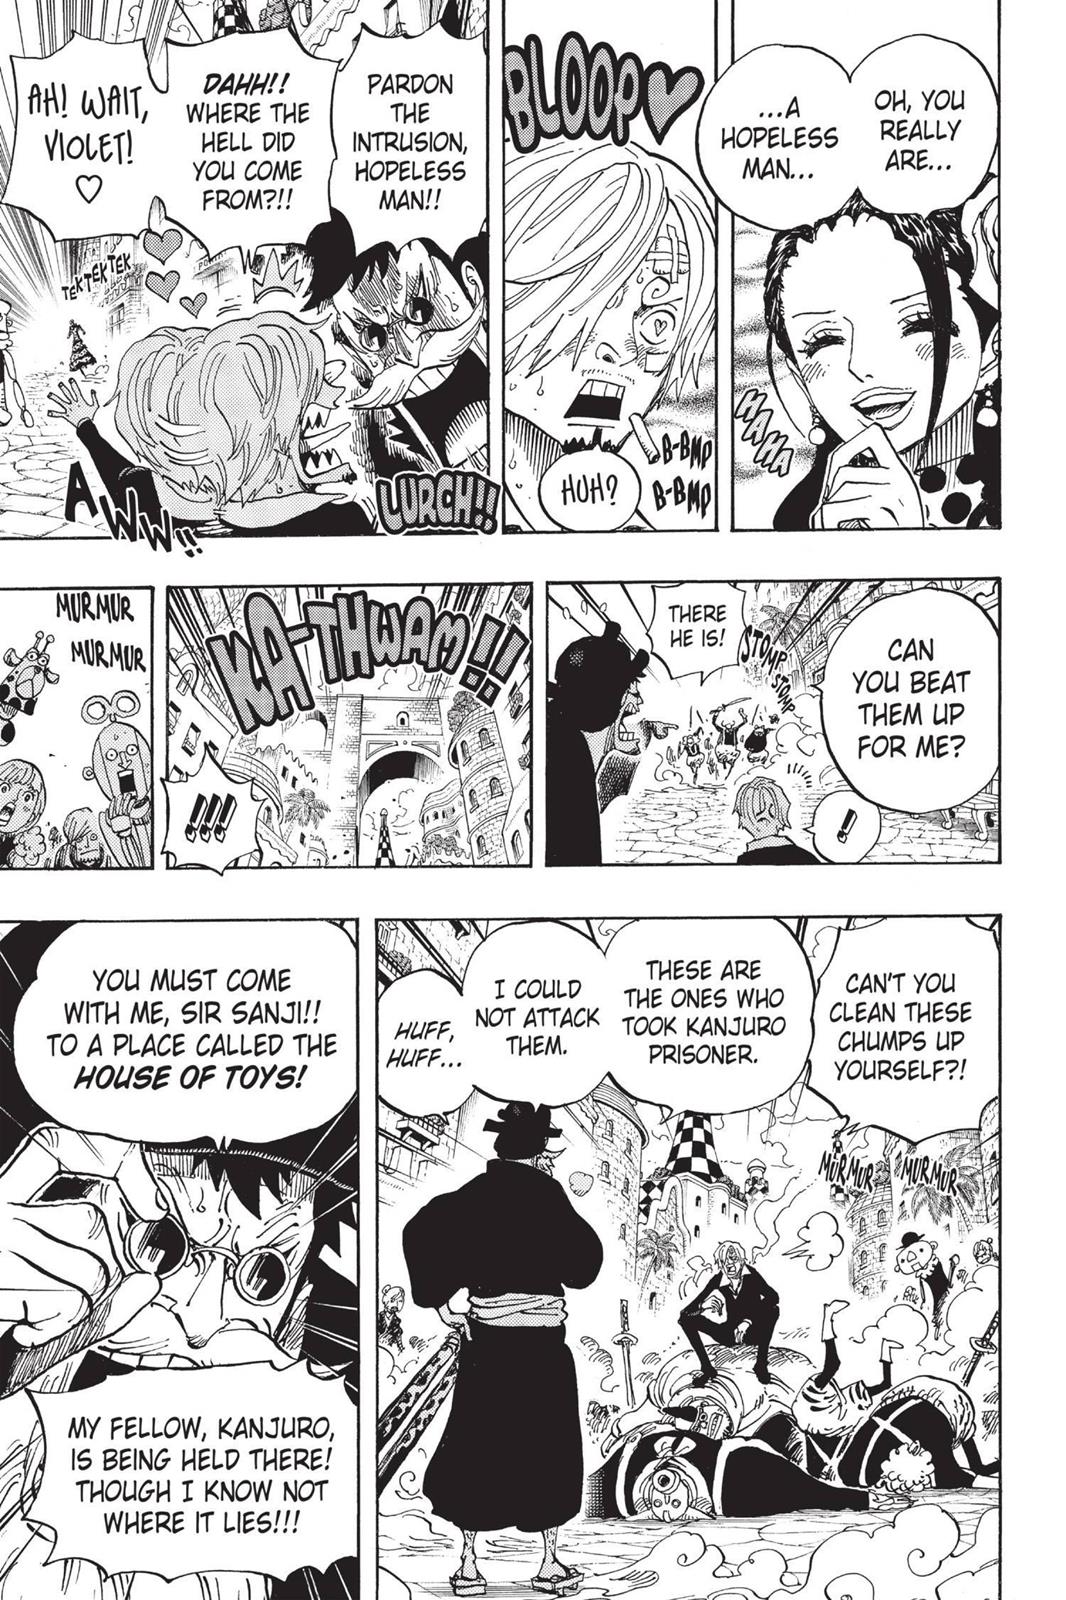 OH, YOU
REALLY
ARE...
...A
HOPELESS
MAN...
HAHA
BLOOP♥
HUH?
B-BMP
B-BMP
PARDON
THE
INTRUSION,
HOPELESS
MAN!!
DAHH!!
WHERE THE
HELL DID
YOU COME
FROM?!!
AH! WAIT,
VIOLET!
♡
TEKTEKTEK
LURCH!!
AWW!!
CAN
YOU BEAT
THEM UP
FOR ME?
THERE
HE IS!
STOMP
STOMP
!
KA-THWAM!!
!!!
MURMUR
MURMUR
CAN'T YOU
CLEAN THESE
CHUMPS UP
YOURSELF?!
THESE ARE
THE ONES WHO
TOOK KANJURO
PRISONER.
I COULD
NOT ATTACK
THEM.
HUFF,
HUFF...
MURMUR
MURMUR
YOU MUST COME
WITH ME, SIR SANJI!!
TO A PLACE CALLED THE
HOUSE OF TOYS!
MY FELLOW, KANJURO,
IS BEING HELD THERE!
THOUGH I KNOW NOT
WHERE IT LIES!!!